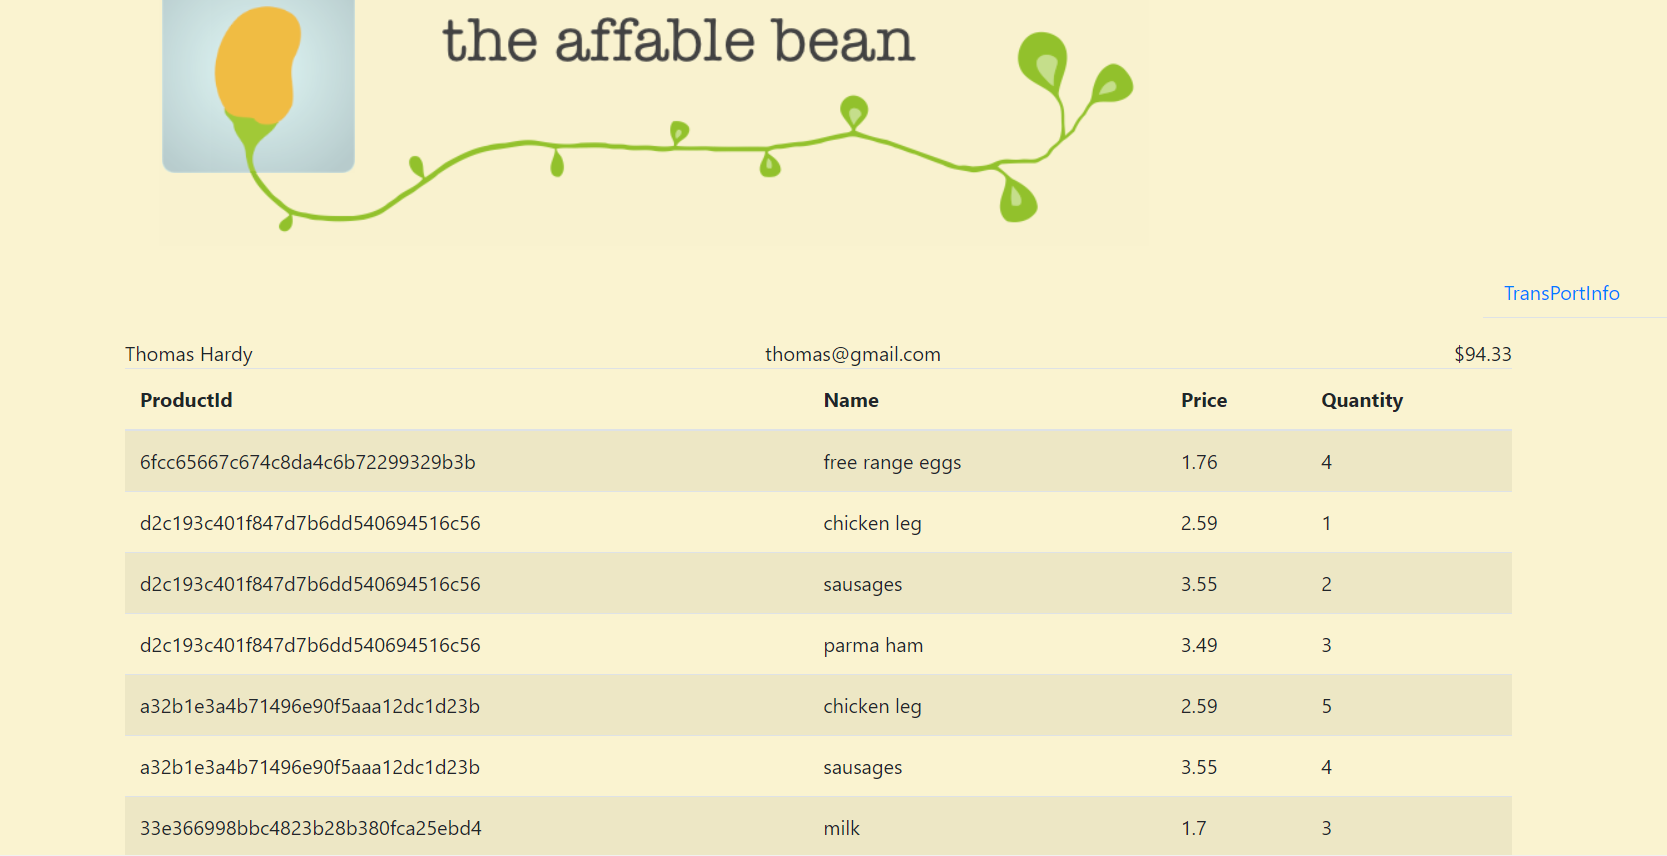 the affable bean
TransPortInfo
Thomas Hardy thomas@gmail.com $94.33
ProductId Name Price Quantity
6fcc65667c674c8da4c6b72299329b3b free range eggs 1.76 4
d2c193c401f847d7b6dd540694516c56 chicken leg 2.59 1
d2c193c401f847d7b6dd540694516c56 sausages 3.55 2
d2c193c401f847d7b6dd540694516c56 parma ham 3.49 3
a32b1e3a4b71496e90f5aaa12dc1d23b chicken leg 2.59 5
a32b1e3a4b71496e90f5aaa12dc1d23b sausages 3.55 4
33e366998bbc4823b28b380fca25ebd4 milk 1.7 3